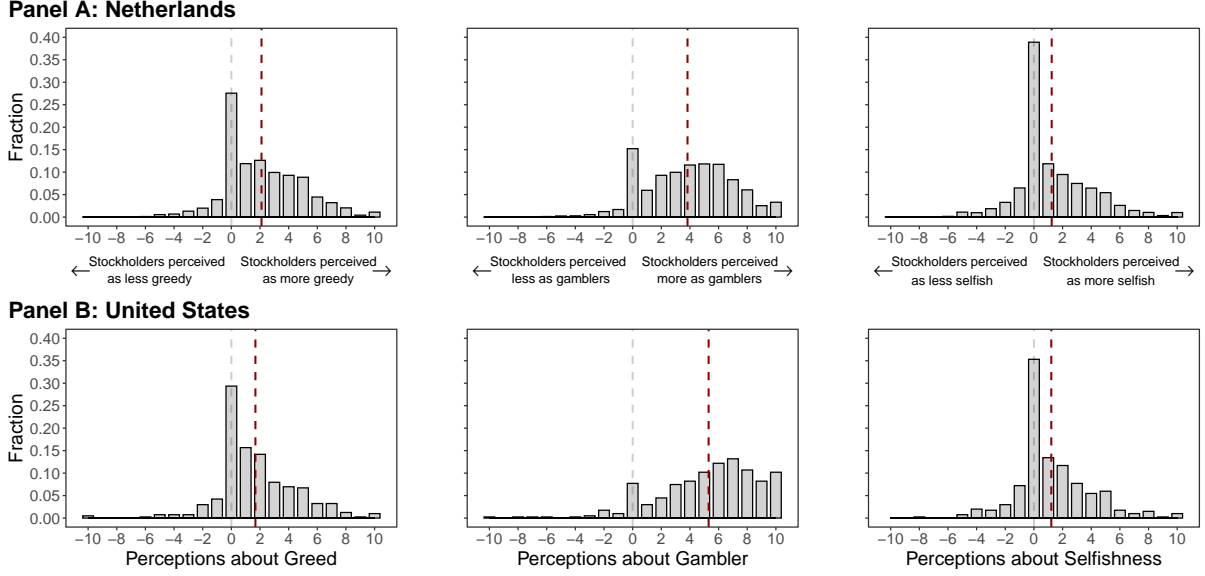 Panel A: Netherlands
Fraction
0.40
0.35
0.30
0.25
0.20
0.15
0.10
0.05
0.00
−10 −8 −6 −4 −2 0 2 4 6 8 10
−10 −8 −6 −4 −2 0 2 4 6 8 10
−10 −8 −6 −4 −2 0 2 4 6 8 10
Stockholders perceived
as less greedy
Stockholders perceived
as more greedy
Stockholders perceived
less as gamblers
Stockholders perceived
more as gamblers
Stockholders perceived
as less selfish
Stockholders perceived
as more selfish
Panel B: United States
Fraction
0.40
0.35
0.30
0.25
0.20
0.15
0.10
0.05
0.00
−10 −8 −6 −4 −2 0 2 4 6 8 10
−10 −8 −6 −4 −2 0 2 4 6 8 10
−10 −8 −6 −4 −2 0 2 4 6 8 10
Perceptions about Greed
Perceptions about Gambler
Perceptions about Selfishness